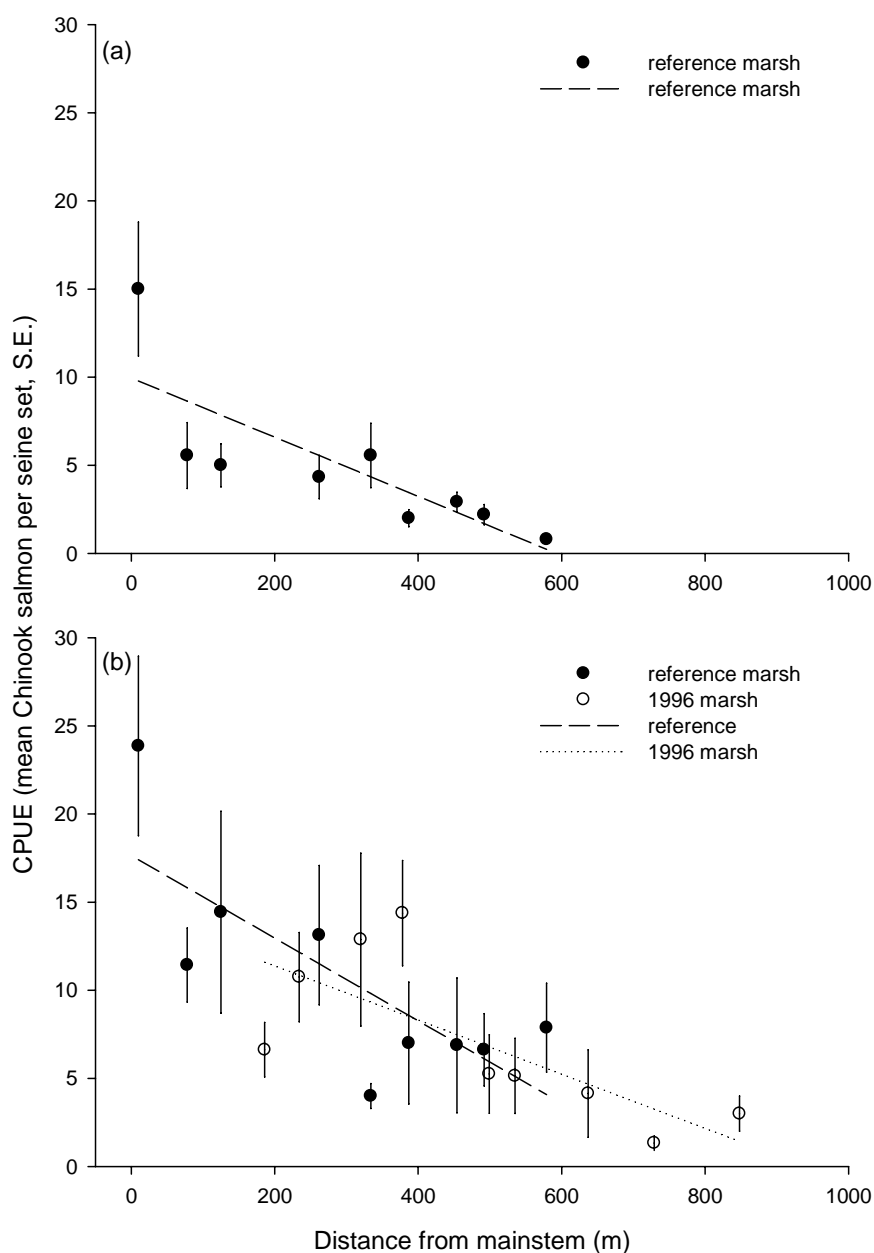 (a)
reference marsh
reference marsh
30
25
20
15
10
5
0
0 200 400 600 800 1000
CPUE (mean Chinook salmon per seine set, S.E.)
(b)
reference marsh
1996 marsh
reference
1996 marsh
30
25
20
15
10
5
0
0 200 400 600 800 1000
Distance from mainstem (m)